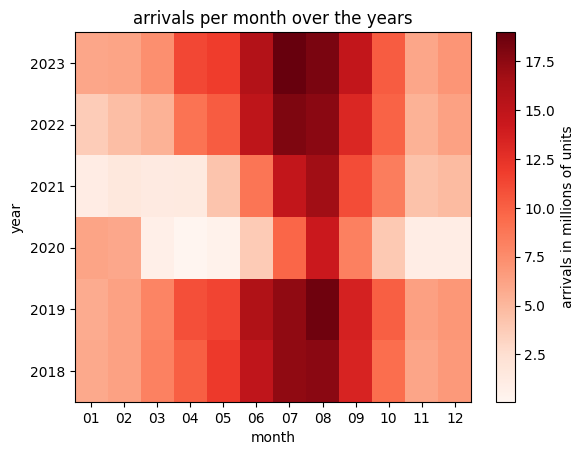 arrivals per month over the years
2023
2022
2021
2020
2019
2018
year
01 02 03 04 05 06 07 08 09 10 11 12
month
17.5
15.0
12.5
10.0
7.5
5.0
2.5
arrivals in millions of units